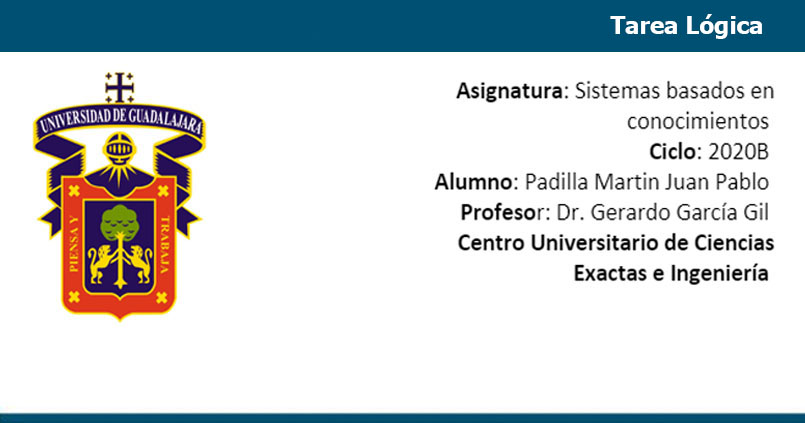 Tarea Lógica
UNIVERSIDAD DE GUADALAJARA
PIENSA Y
TRABAJA
Asignatura: Sistemas basados en
conocimientos
Ciclo: 2020B
Alumno: Padilla Martin Juan Pablo
Profesor: Dr. Gerardo García Gil
Centro Universitario de Ciencias
Exactas e Ingeniería